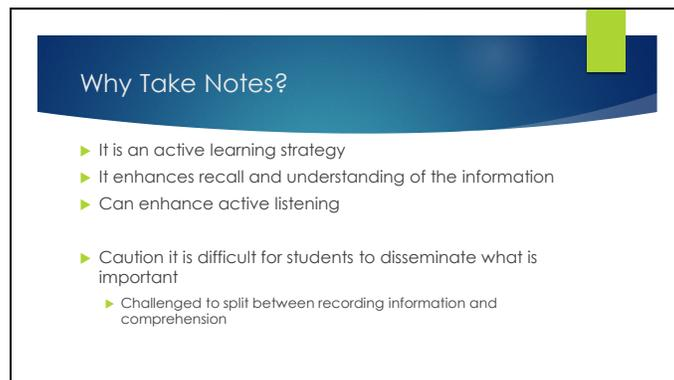 Why Take Notes?
It is an active learning strategy
It enhances recall and understanding of the information
Can enhance active listening
Caution it is difficult for students to disseminate what is
important
Challenged to split between recording information and
comprehension